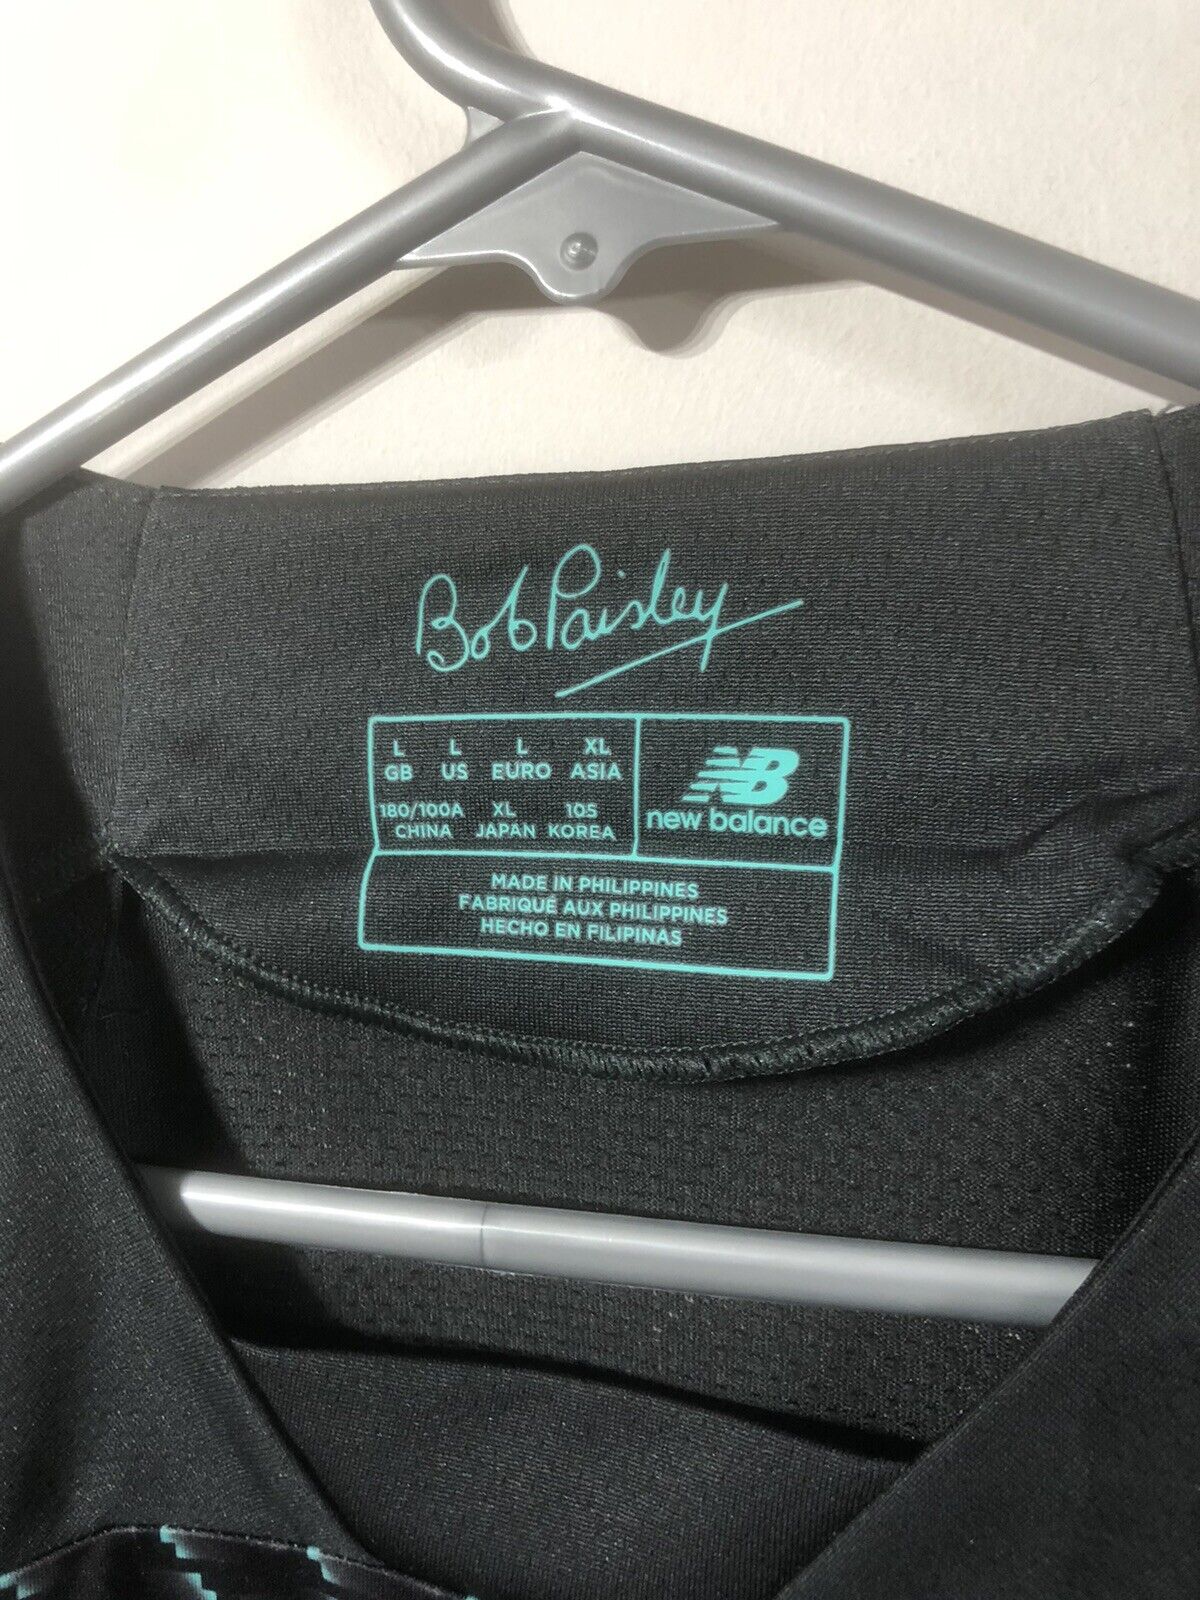 Bob Paisley
L L L XL
GB US EURO ASIA
180/100A XL 105
CHINA JAPAN KOREA
NB
new balance
MADE IN PHILIPPINES
FABRIQUÉ AUX PHILIPPINES
HECHO EN FILIPINAS